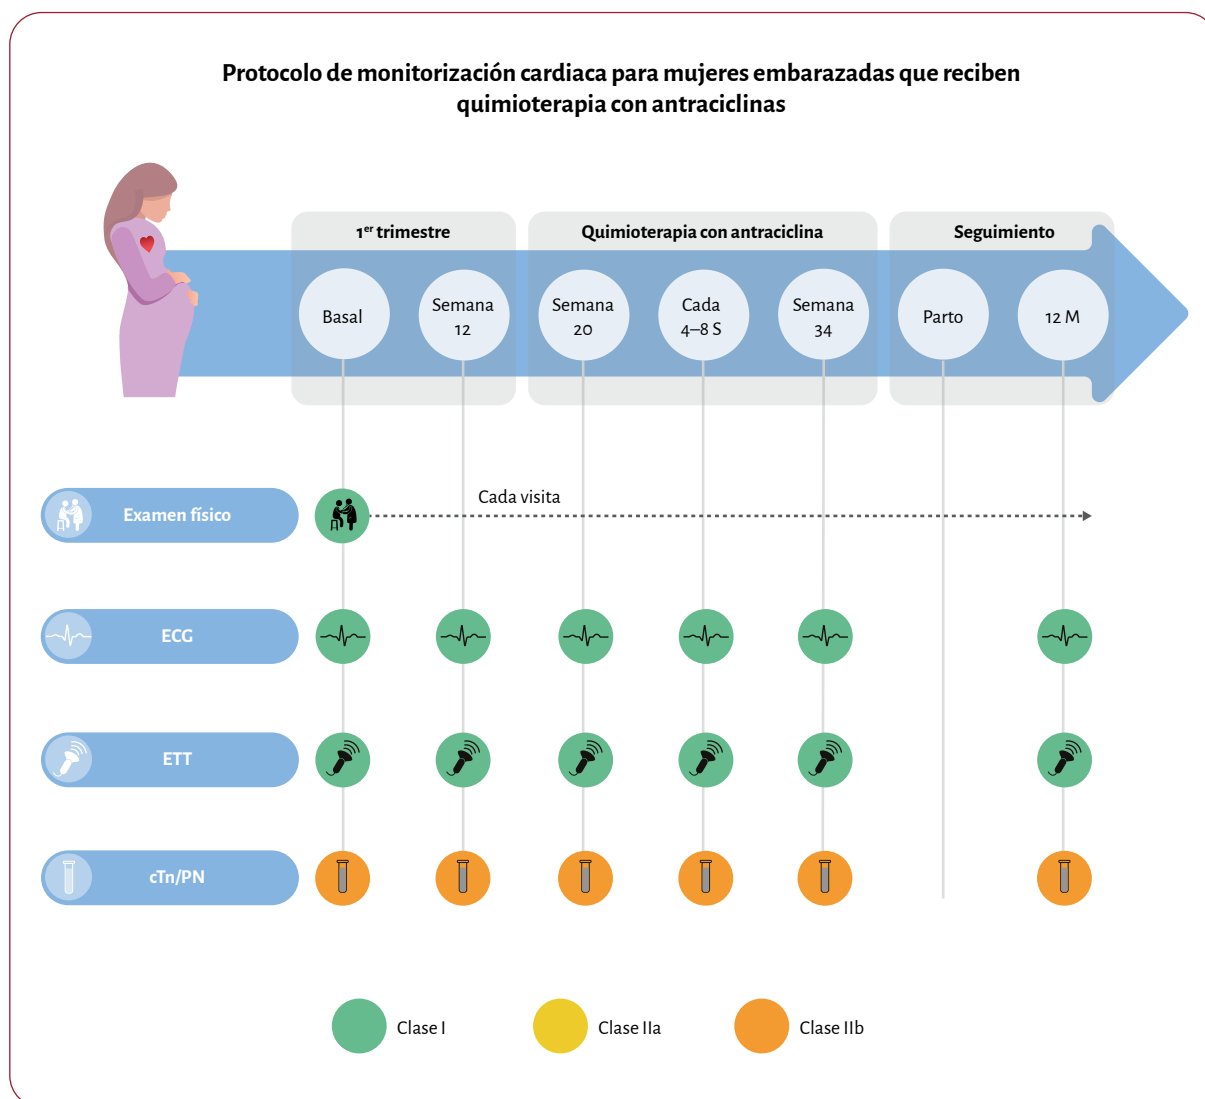 Protocolo de monitorización cardiaca para mujeres embarazadas que reciben
quimioterapia con antraciclinas
1er trimestre
Quimioterapia con antraciclina
Seguimiento
Basal
Semana
12
Semana
20
Cada
4–8 S
Semana
34
Parto
12 M
Examen físico
Cada visita
ECG
ETT
cTn/PN
Clase I
Clase IIa
Clase IIb